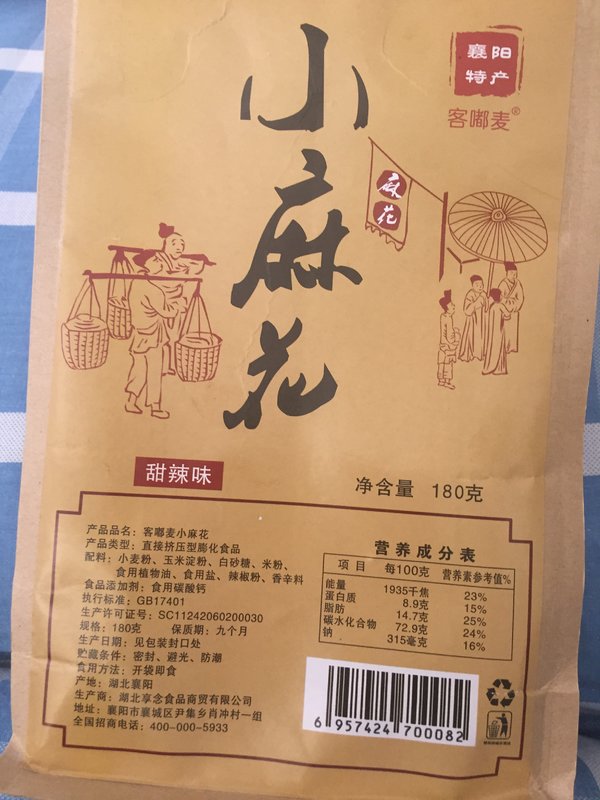 小麻花
襄阳
特产
客嘟麦®
麻花
甜辣味
净含量 180克
产品品名：客嘟麦小麻花
产品类型：直接挤压型膨化食品
配料：小麦粉、玉米淀粉、白砂糖、米粉、
食用植物油、食用盐、辣椒粉、香辛料
食品添加剂：食用碳酸钙
执行标准：GB17401
生产许可证号：SC11242060200030
规格：180克 保质期：九个月
生产日期：见包装封口处
贮藏条件：密封、避光、防潮
食用方法：开袋即食
产地：湖北襄阳
生产商：湖北享念食品商贸有限公司
地址：襄阳市襄城区尹集乡肖冲村一组
全国招商电话：400-000-5933
营养成分表
项目 每100克 营养素参考值%
能量 1935千焦 23%
蛋白质 8.9克 15%
脂肪 14.7克 25%
碳水化合物 72.9克 24%
钠 315毫克 16%
6 957424 700082